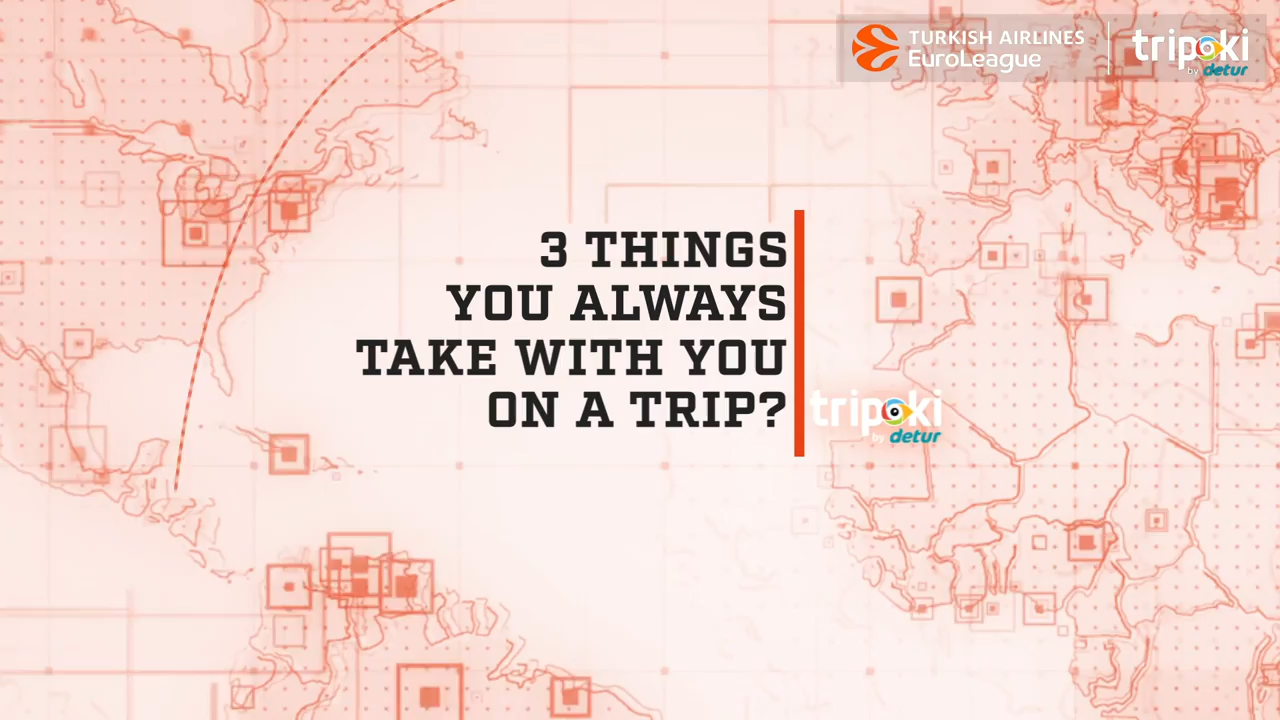 TURKISH AIRLINES
EuroLeague
tripoki
by detur
3 THINGS
YOU ALWAYS
TAKE WITH YOU
ON A TRIP?
tripoki
by detur